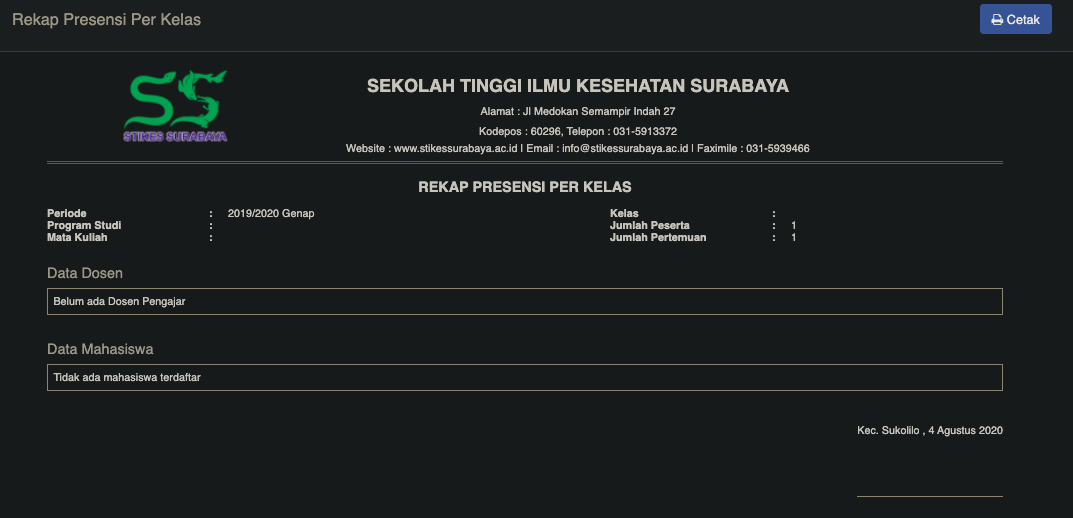 Rekap Presensi Per Kelas
Cetak
STIKES SURABAYA
SEKOLAH TINGGI ILMU KESEHATAN SURABAYA
Alamat : Jl Medokan Semampir Indah 27
Kodepos : 60296, Telepon : 031-5913372
Website : www.stikessurabaya.ac.id | Email : info@stikessurabaya.ac.id | Faximile : 031-5939466
REKAP PRESENSI PER KELAS
Periode : 2019/2020 Genap Kelas :
Program Studi : Jumlah Peserta : 1
Mata Kuliah : Jumlah Pertemuan : 1
Data Dosen
Belum ada Dosen Pengajar
Data Mahasiswa
Tidak ada mahasiswa terdaftar
Kec. Sukolilo , 4 Agustus 2020